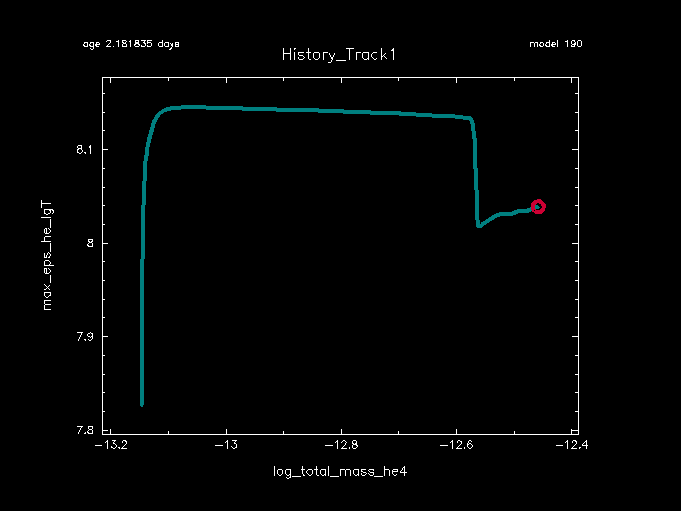 age 2.181835 days
model 190
History_Track1
8.1
8
7.9
7.8
max_eps_he_lgT
−13.2
−13
−12.8
−12.6
−12.4
log_total_mass_he4